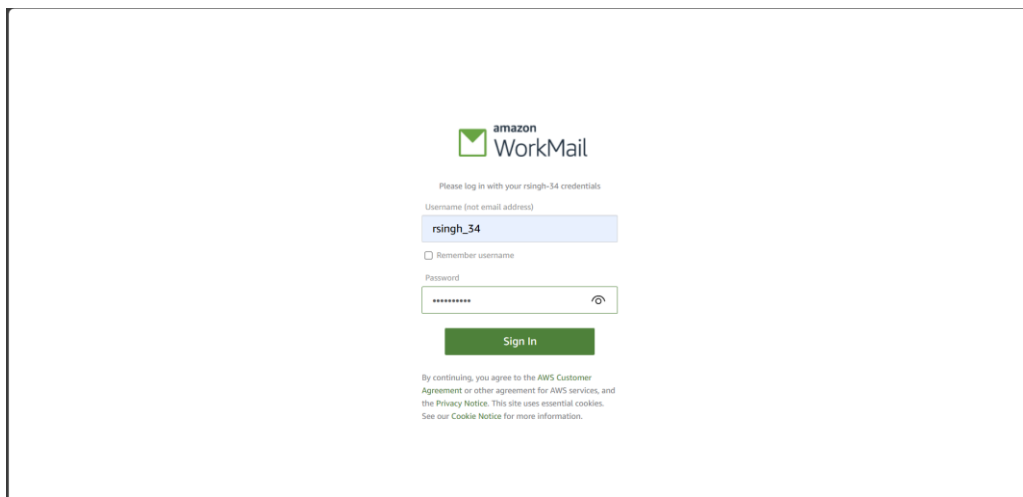 amazon
WorkMail
Please log in with your rsingh-34 credentials
Username (not email address)
rsingh_34
Remember username
Password
••••••••••
Sign In
By continuing, you agree to the AWS Customer
Agreement or other agreement for AWS services, and
the Privacy Notice. This site uses essential cookies.
See our Cookie Notice for more information.